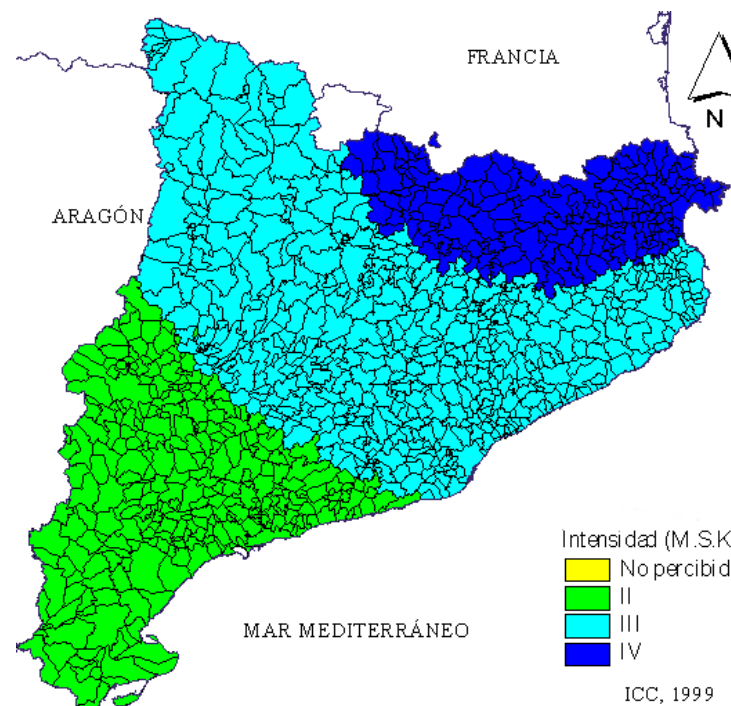 FRANCIA
N
ARAGÓN
MAR MEDITERRÁNEO
Intensidad (M.S.K
No percibid
II
III
IV
ICC, 1999